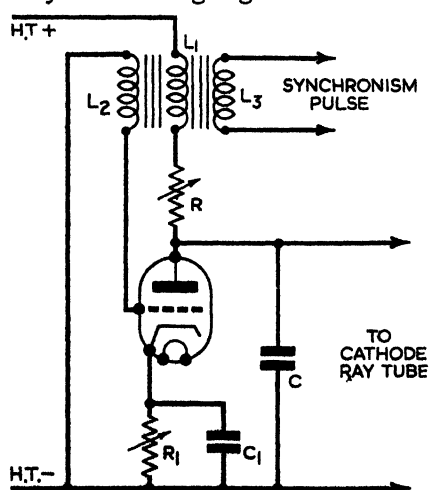 H.T +
L1
L2
L3
SYNCHRONISM
PULSE
R
TO
CATHODE
RAY TUBE
C
R1
C1
H.T.-